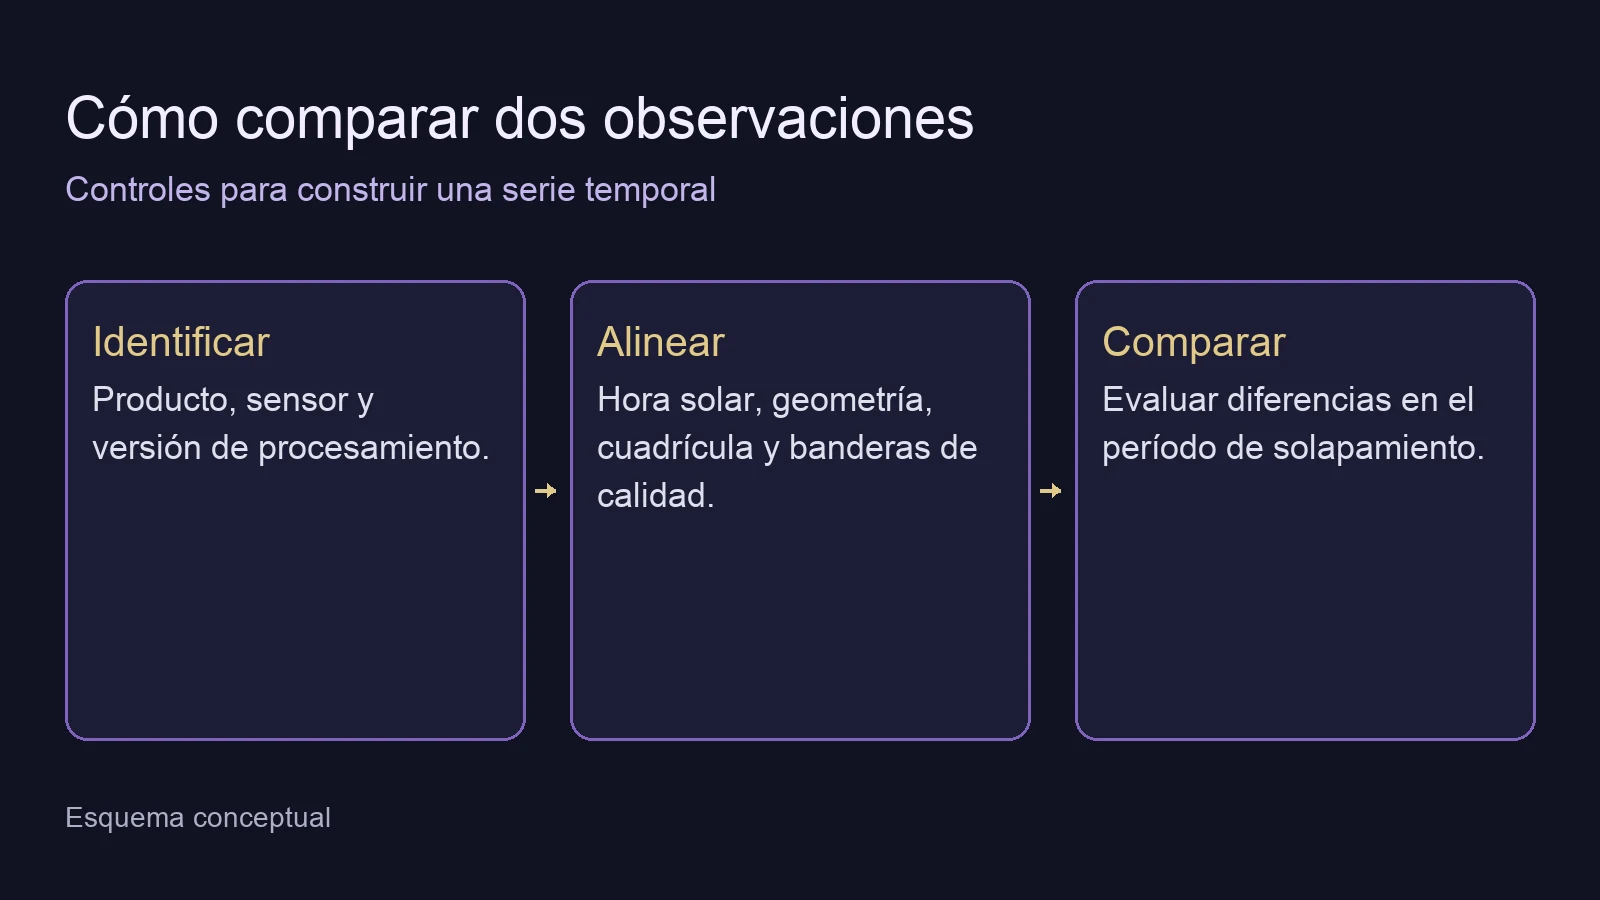 Cómo comparar dos observaciones
Controles para construir una serie temporal
Identificar
Producto, sensor y
versión de procesamiento.
Alinear
Hora solar, geometría,
cuadrícula y banderas de
calidad.
Comparar
Evaluar diferencias en el
período de solapamiento.
Esquema conceptual